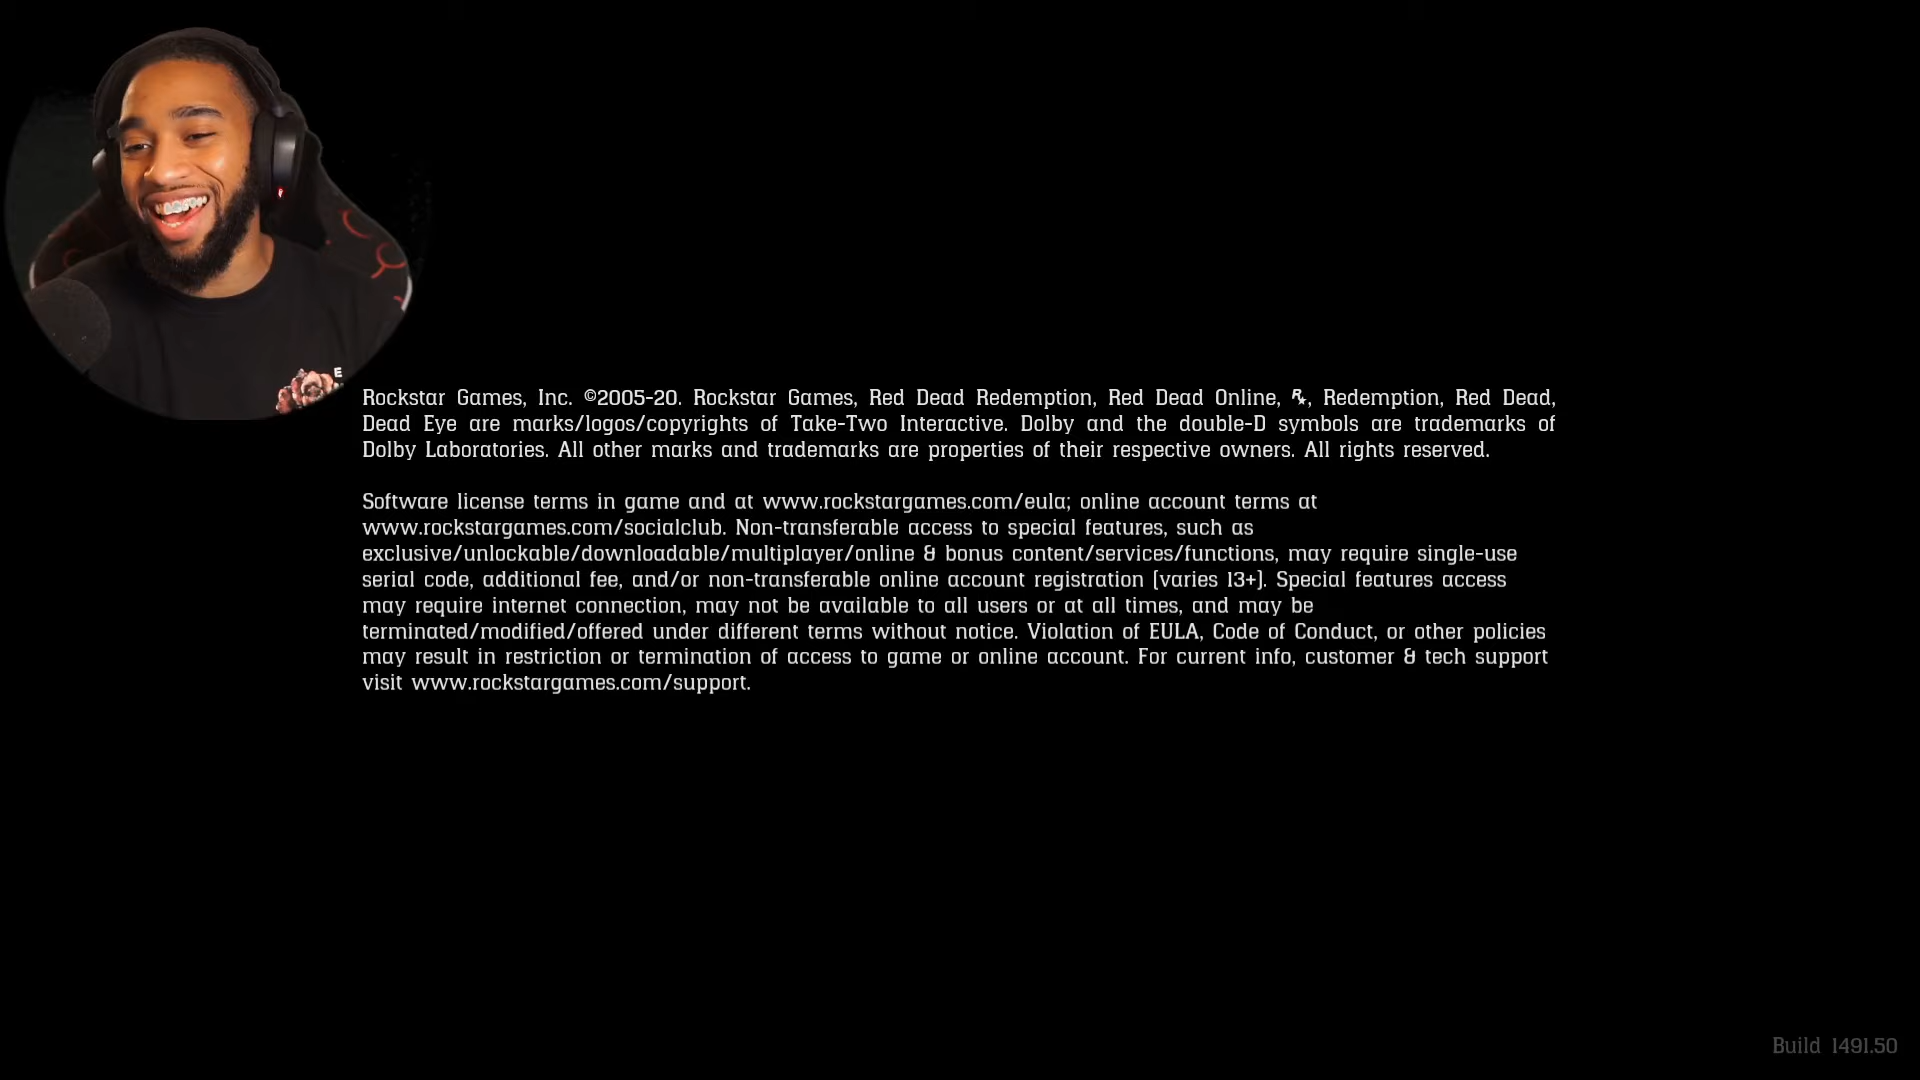 E
Rockstar Games, Inc. ©2005-20. Rockstar Games, Red Dead Redemption, Red Dead Online, R★, Redemption, Red Dead,
Dead Eye are marks/logos/copyrights of Take-Two Interactive. Dolby and the double-D symbols are trademarks of
Dolby Laboratories. All other marks and trademarks are properties of their respective owners. All rights reserved.
Software license terms in game and at www.rockstargames.com/eula; online account terms at
www.rockstargames.com/socialclub. Non-transferable access to special features, such as
exclusive/unlockable/downloadable/multiplayer/online & bonus content/services/functions, may require single-use
serial code, additional fee, and/or non-transferable online account registration (varies 13+). Special features access
may require internet connection, may not be available to all users or at all times, and may be
terminated/modified/offered under different terms without notice. Violation of EULA, Code of Conduct, or other policies
may result in restriction or termination of access to game or online account. For current info, customer & tech support
visit www.rockstargames.com/support.
Build 1491.50